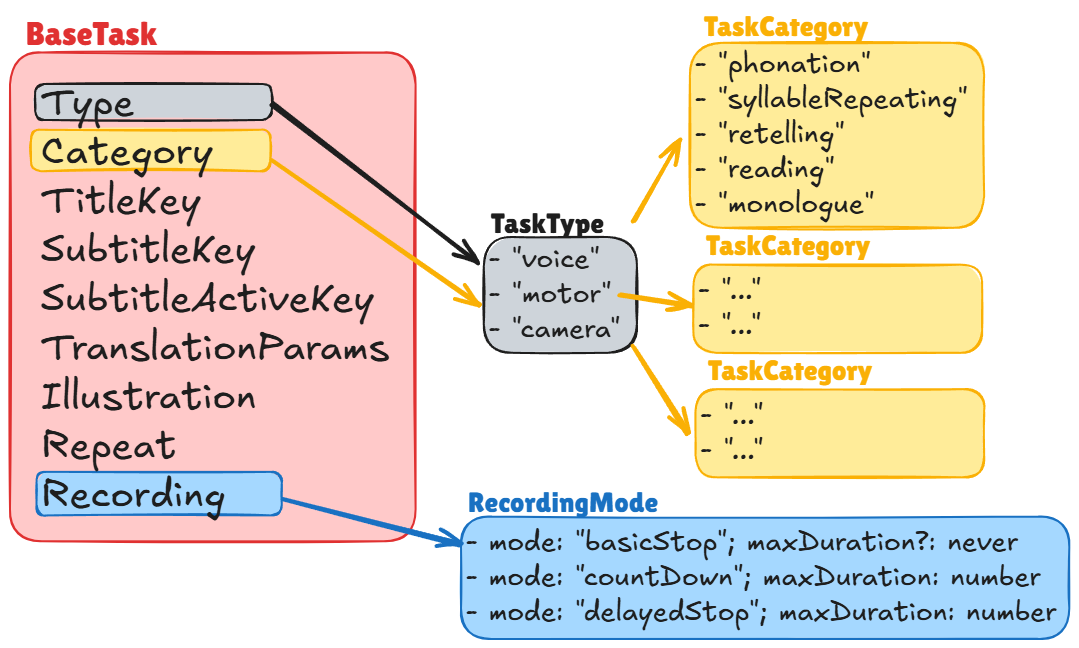 BaseTask
Type
Category
TitleKey
SubtitleKey
SubtitleActiveKey
TranslationParams
Illustration
Repeat
Recording
TaskType
- "voice"
- "motor"
- "camera"
TaskCategory
- "phonation"
- "syllableRepeating"
- "retelling"
- "reading"
- "monologue"
TaskCategory
- "..."
- "..."
TaskCategory
- "..."
- "..."
RecordingMode
- mode: "basicStop"; maxDuration?: never
- mode: "countDown"; maxDuration: number
- mode: "delayedStop"; maxDuration: number